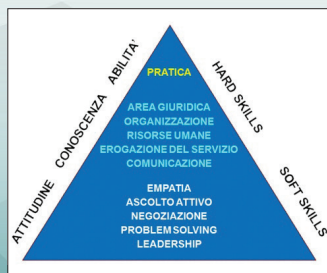 PRATICA
AREA GIURIDICA
ORGANIZZAZIONE
RISORSE UMANE
EROGAZIONE DEL SERVIZIO
COMUNICAZIONE
EMPATIA
ASCOLTO ATTIVO
NEGOZIAZIONE
PROBLEM SOLVING
LEADERSHIP
ATTITUDINE CONOSCENZA ABILITA'
HARD SKILLS
SOFT SKILLS